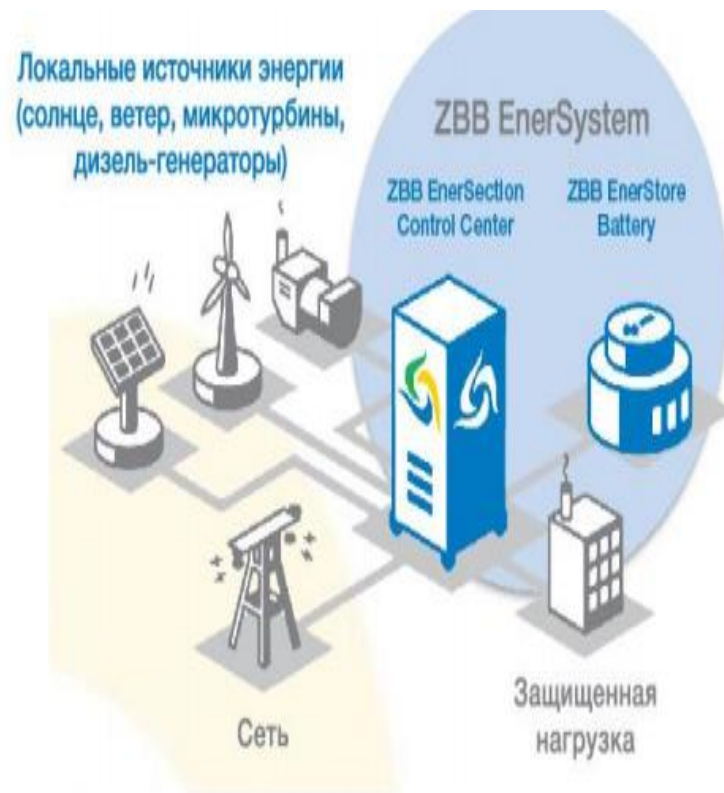 Локальные источники энергии
(солнце, ветер, микротурбины,
дизель-генераторы)
ZBB EnerSystem
ZBB EnerSection
Control Center
ZBB EnerStore
Battery
Сеть
Защищенная
нагрузка